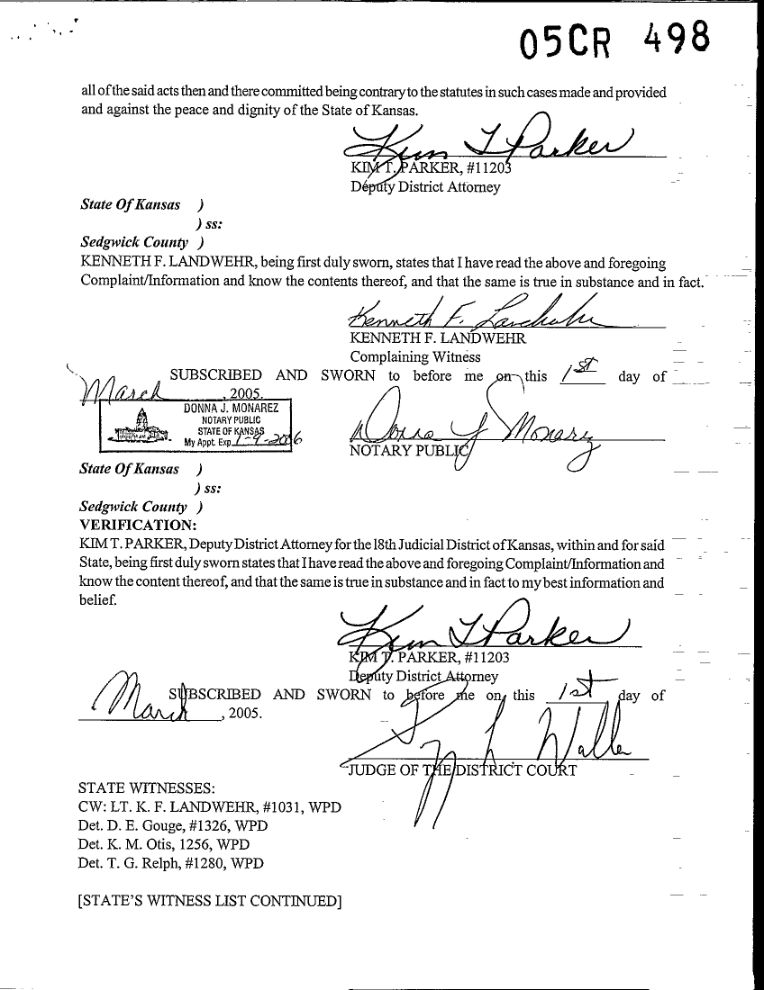 05CR 498
all of the said acts then and there committed being contrary to the statutes in such cases made and provided
and against the peace and dignity of the State of Kansas.
Kim T Parker
KIM T. PARKER, #11203
Deputy District Attorney
State Of Kansas )
) ss:
Sedgwick County )
KENNETH F. LANDWEHR, being first duly sworn, states that I have read the above and foregoing
Complaint/Information and know the contents thereof, and that the same is true in substance and in fact.
Kenneth F. Landwehr
KENNETH F. LANDWEHR
Complaining Witness
SUBSCRIBED AND SWORN to before me on this 1st day of
March, 2005.
DONNA J. MONAREZ
NOTARY PUBLIC
STATE OF KANSAS
My Appt. Exp. 1-9-2006
Donna J Monarez
NOTARY PUBLIC
State Of Kansas )
) ss:
Sedgwick County )
VERIFICATION:
KIM T. PARKER, Deputy District Attorney for the 18th Judicial District of Kansas, within and for said
State, being first duly sworn states that I have read the above and foregoing Complaint/Information and
know the content thereof, and that the same is true in substance and in fact to my best information and
belief.
Kim T Parker
KIM T. PARKER, #11203
Deputy District Attorney
SUBSCRIBED AND SWORN to before me on, this 1st day of
March, 2005.
JUDGE OF THE DISTRICT COURT
STATE WITNESSES:
CW: LT. K. F. LANDWEHR, #1031, WPD
Det. D. E. Gouge, #1326, WPD
Det. K. M. Otis, 1256, WPD
Det. T. G. Relph, #1280, WPD
[STATE'S WITNESS LIST CONTINUED]